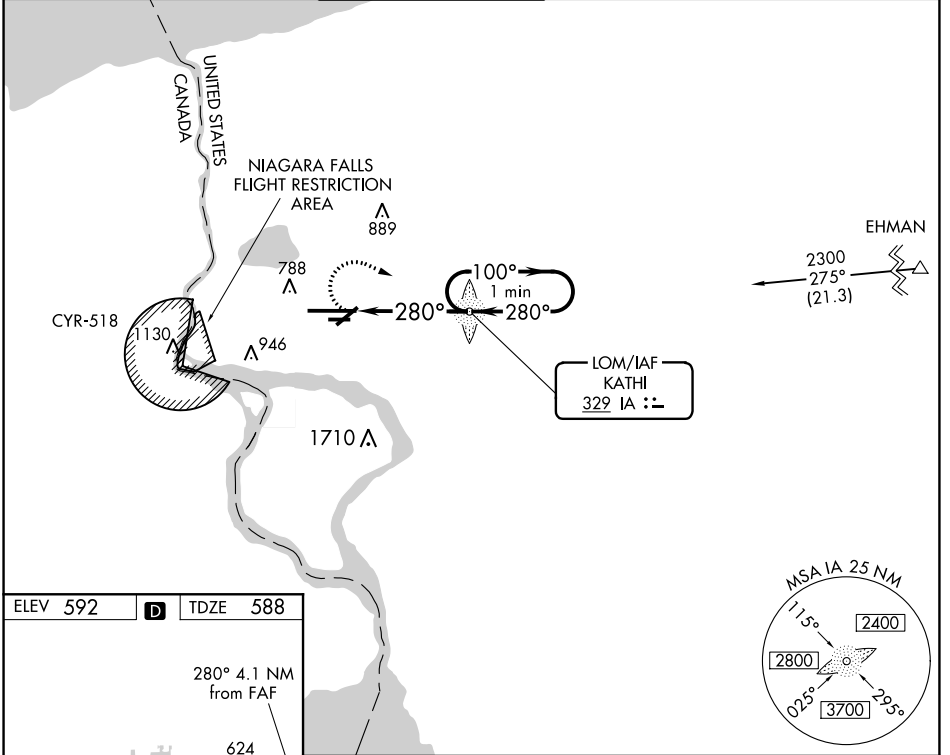 UNITED STATES
CANADA
NIAGARA FALLS
FLIGHT RESTRICTION
AREA
889
788
EHMAN
2300
275°
(21.3)
100°
1 min
280°
280°
CYR-518
1130
946
LOM/IAF
KATHI
329 IA
1710
MSA IA 25 NM
115°
2400
2800
025°
295°
3700
ELEV 592
D
TDZE 588
280° 4.1 NM
from FAF
624